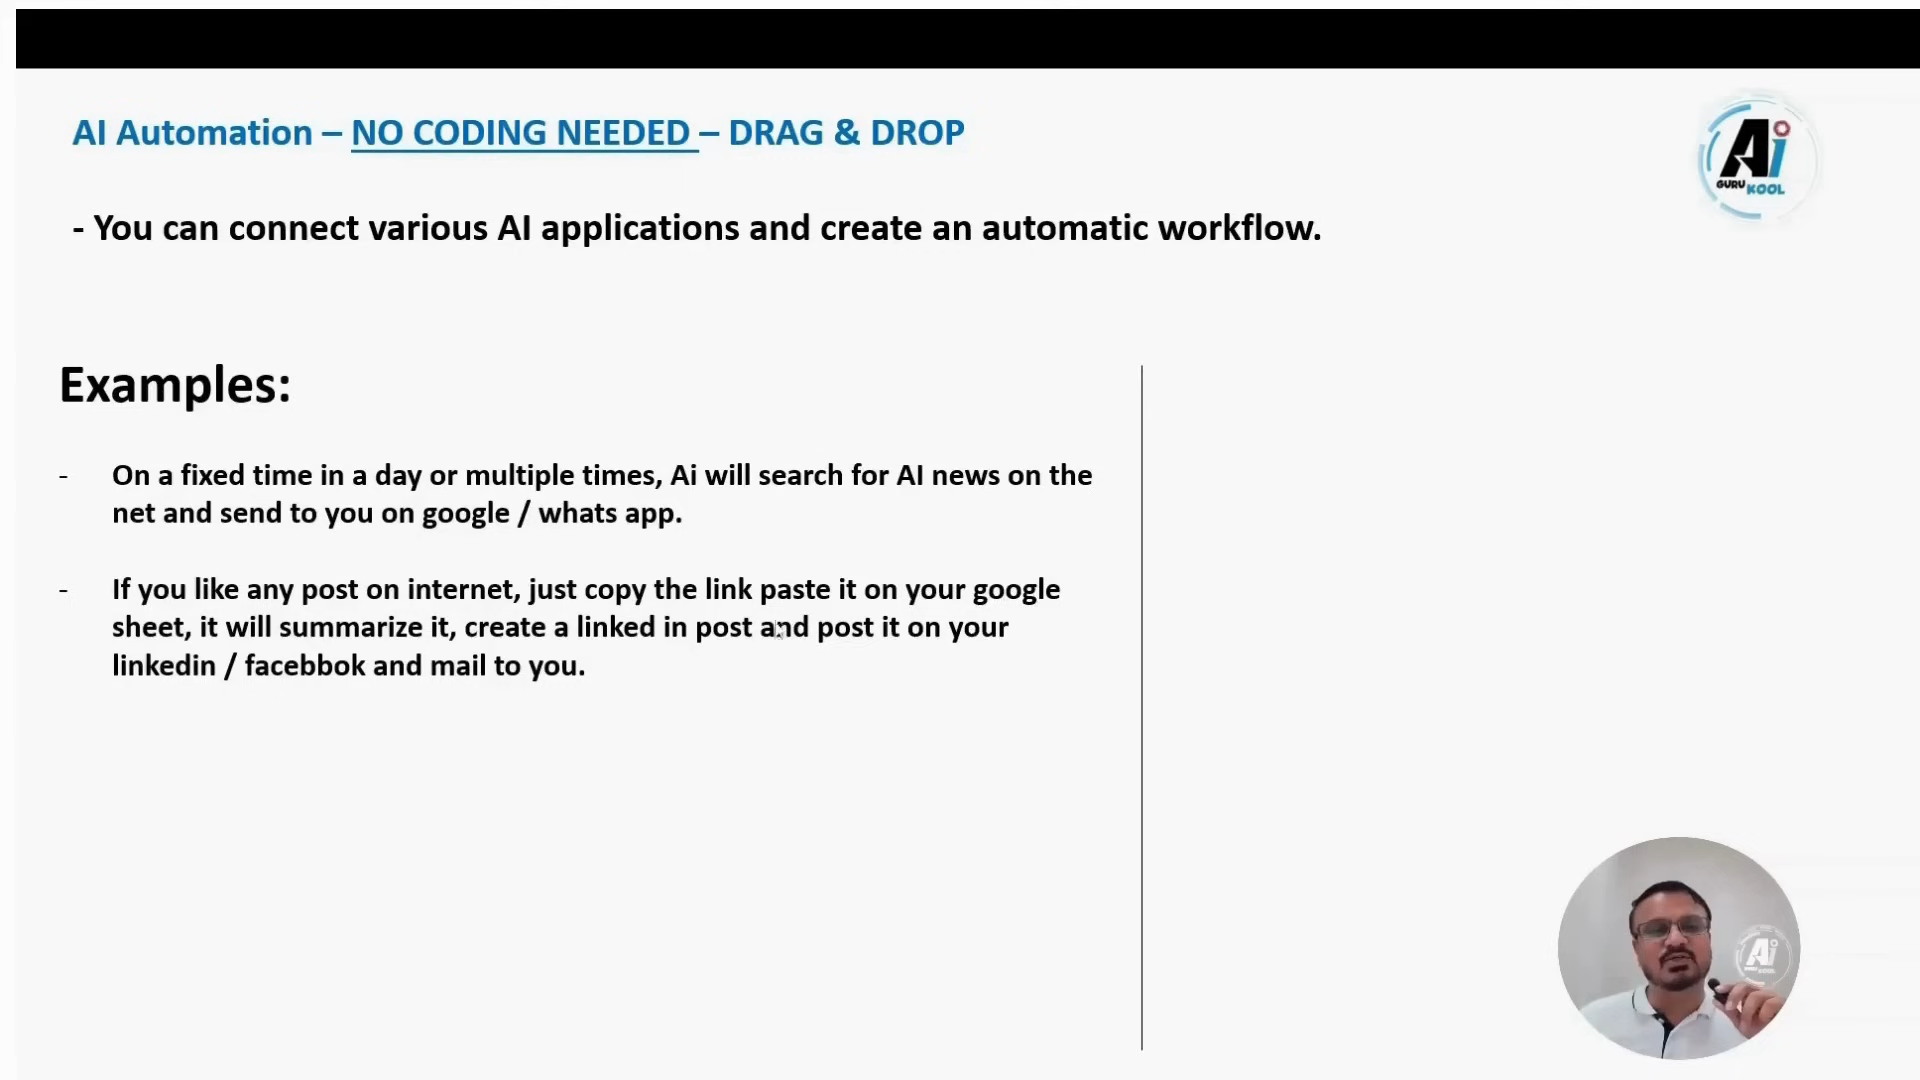 AI Automation – NO CODING NEEDED – DRAG & DROP
Ai
GURU KOOL
- You can connect various AI applications and create an automatic workflow.
Examples:
- On a fixed time in a day or multiple times, Ai will search for AI news on the
net and send to you on google / whats app.
- If you like any post on internet, just copy the link paste it on your google
sheet, it will summarize it, create a linked in post and post it on your
linkedin / facebbok and mail to you.
Ai
GURU KOOL